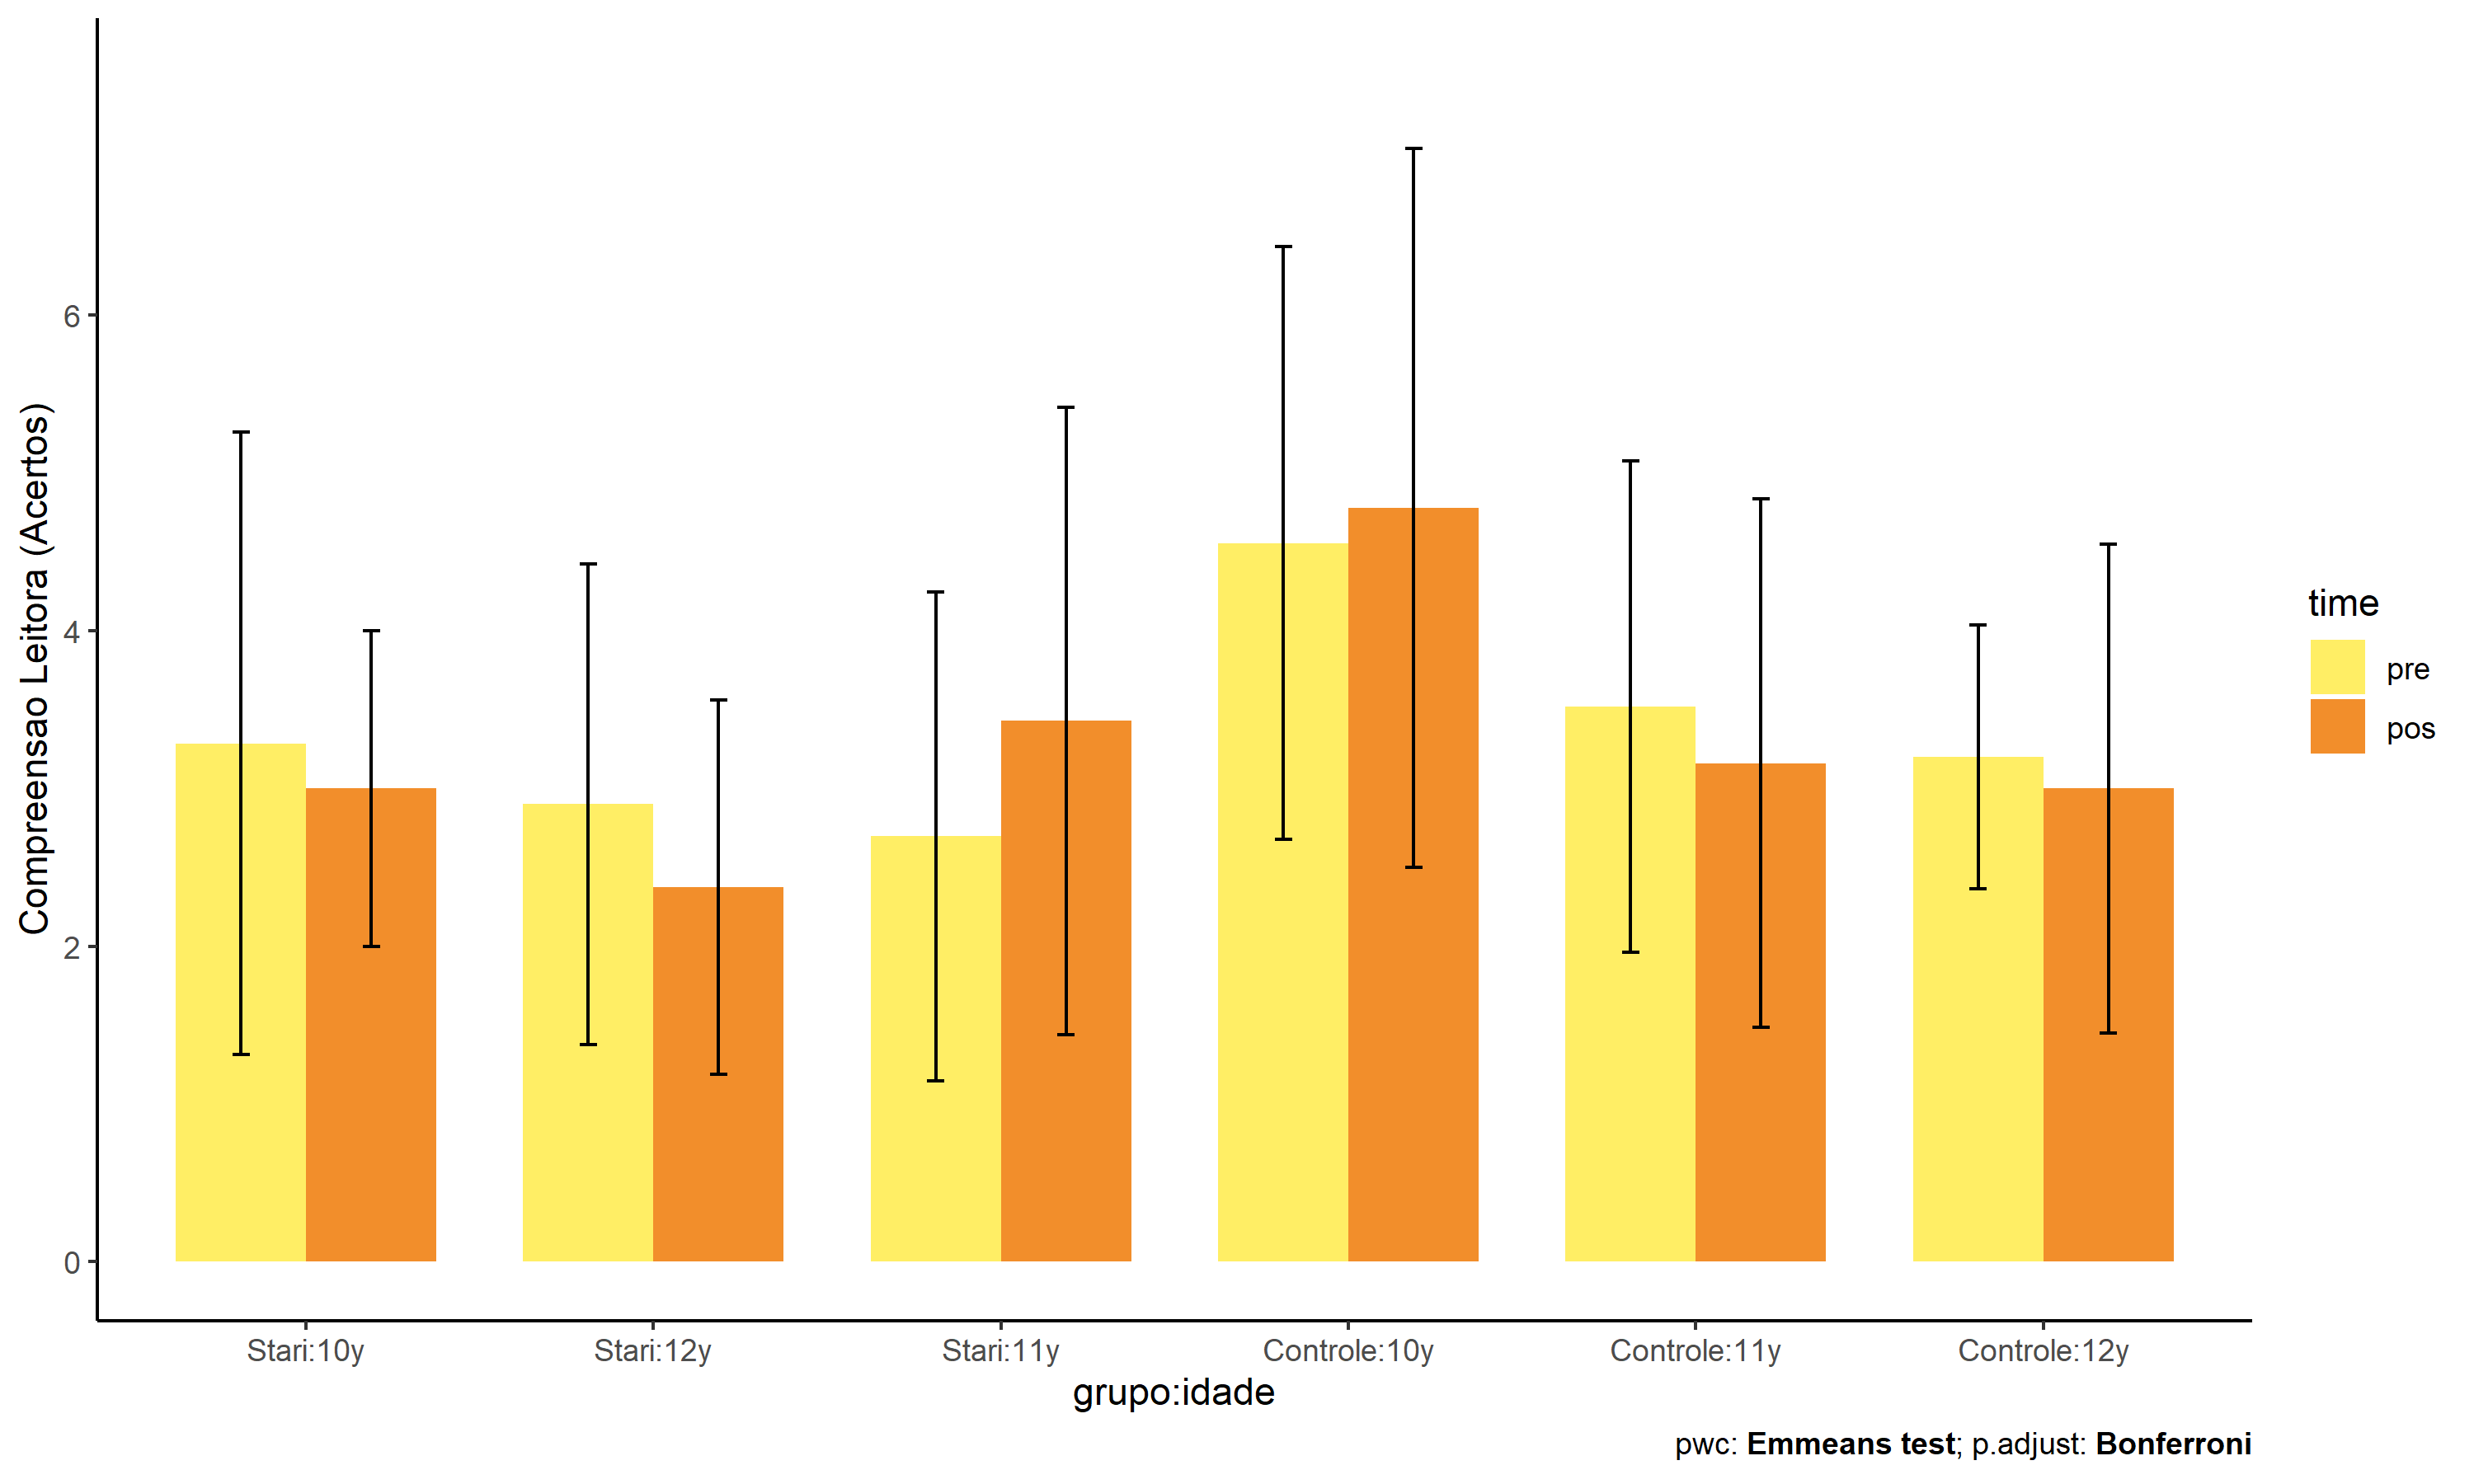 Compreensao Leitora (Acertos)
6
4
2
0
Stari:10y
Stari:12y
Stari:11y
Controle:10y
Controle:11y
Controle:12y
grupo:idade
time
pre
pos
pwc: Emmeans test; p.adjust: Bonferroni